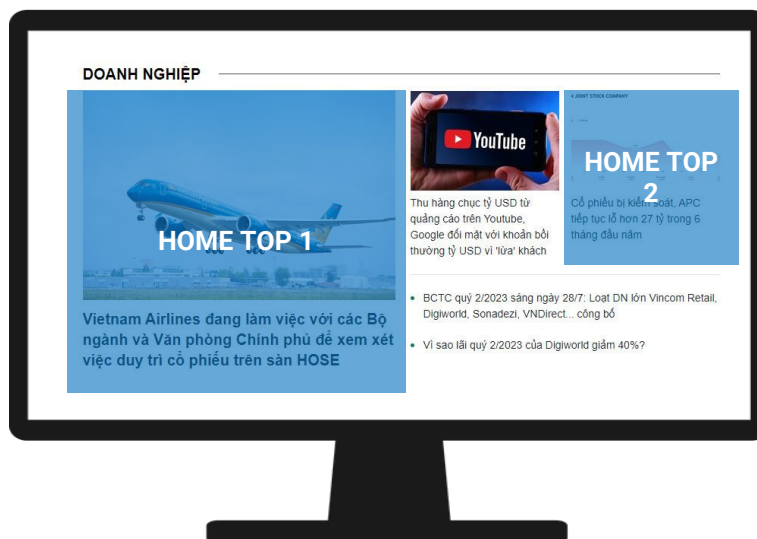 DOANH NGHIỆP
HOME TOP 1
Vietnam Airlines đang làm việc với các Bộ
ngành và Văn phòng Chính phủ để xem xét
việc duy trì cổ phiếu trên sàn HOSE
YouTube
Thu hàng chục tỷ USD từ
quảng cáo trên Youtube,
Google đối mặt với khoản bồi
thường tỷ USD vì 'lừa' khách
JOINT STOCK COMPANY
HOME TOP
2
Cổ phiếu bị kiểm soát, APC
tiếp tục lỗ hơn 27 tỷ trong 6
tháng đầu năm
BCTC quý 2/2023 sáng ngày 28/7: Loạt DN lớn Vincom Retail,
Digiworld, Sonadezi, VNDirect... công bố
Vì sao lãi quý 2/2023 của Digiworld giảm 40%?